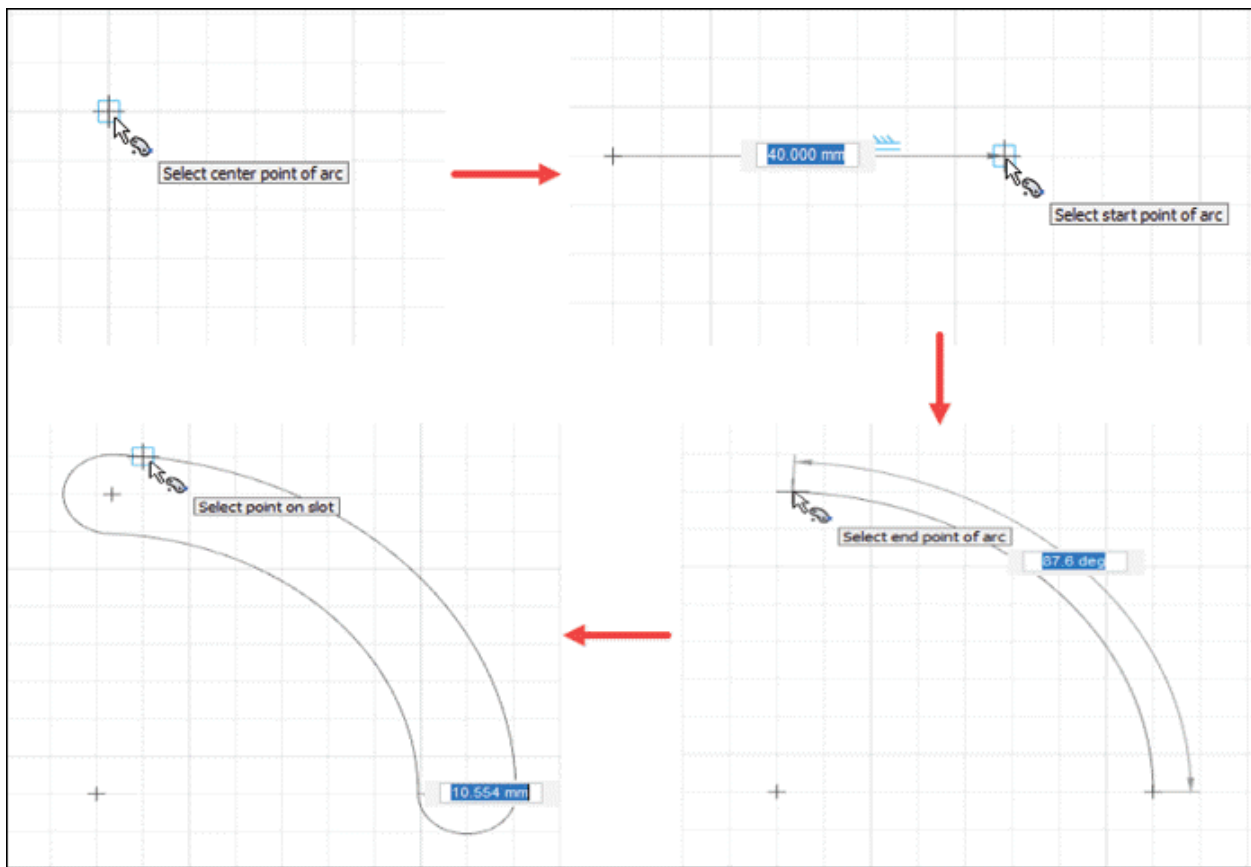 Select center point of arc
40.000 mm
Select start point of arc
Select end point of arc
87.6 deg
Select point on slot
10.554 mm